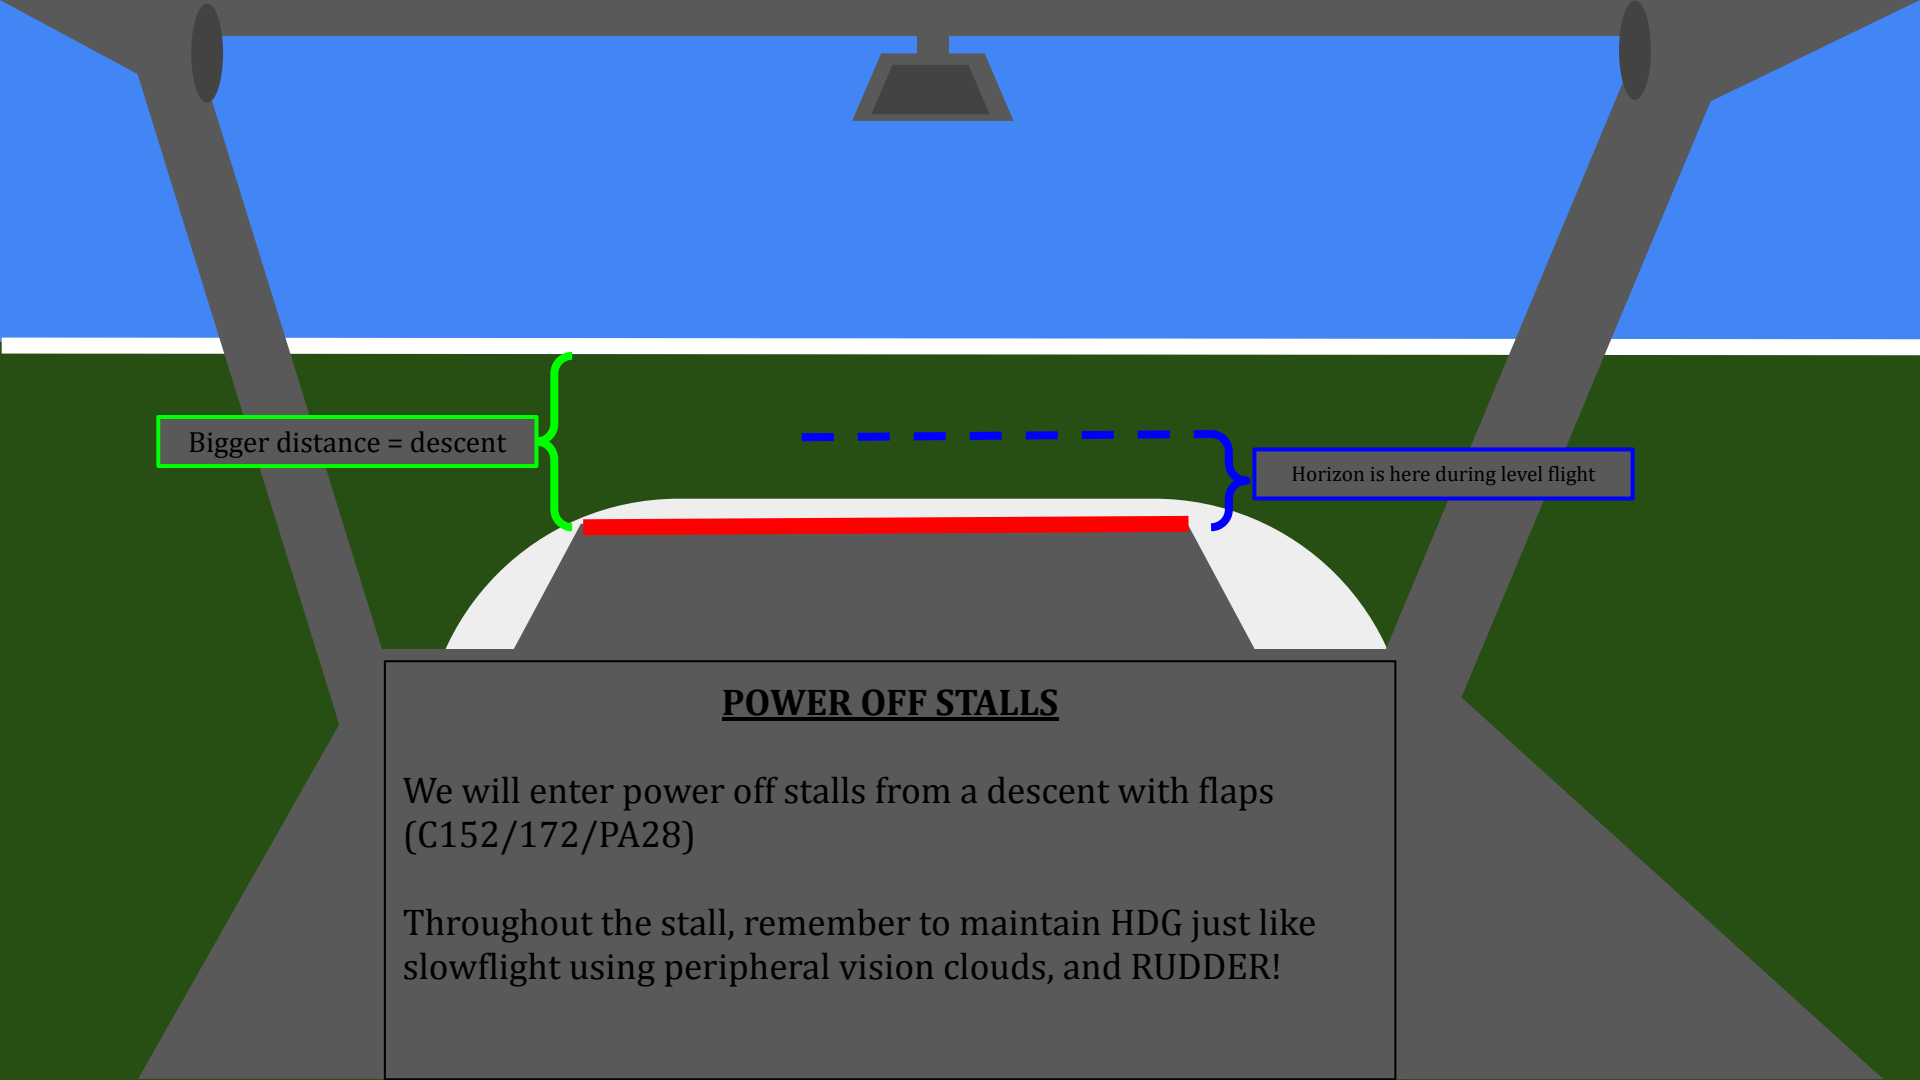 Bigger distance = descent
Horizon is here during level flight
POWER OFF STALLS
We will enter power off stalls from a descent with flaps
(C152/172/PA28)
Throughout the stall, remember to maintain HDG just like
slowflight using peripheral vision clouds, and RUDDER!